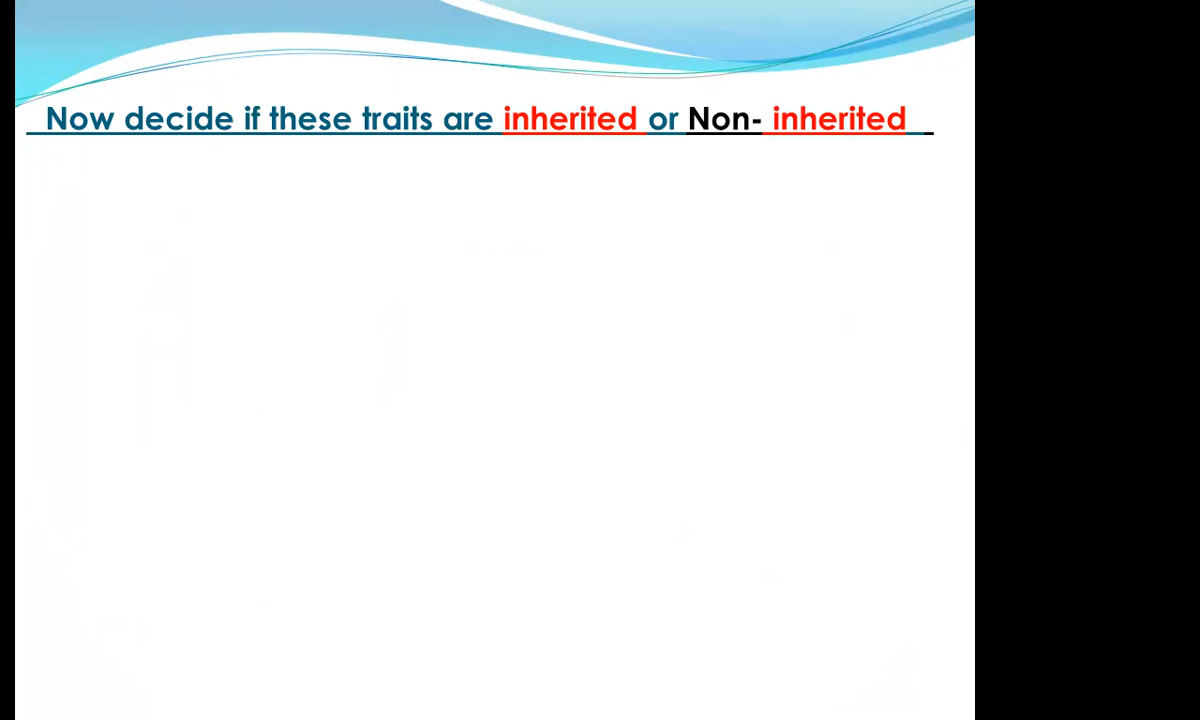 Now decide if these traits are inherited or Non- inherited